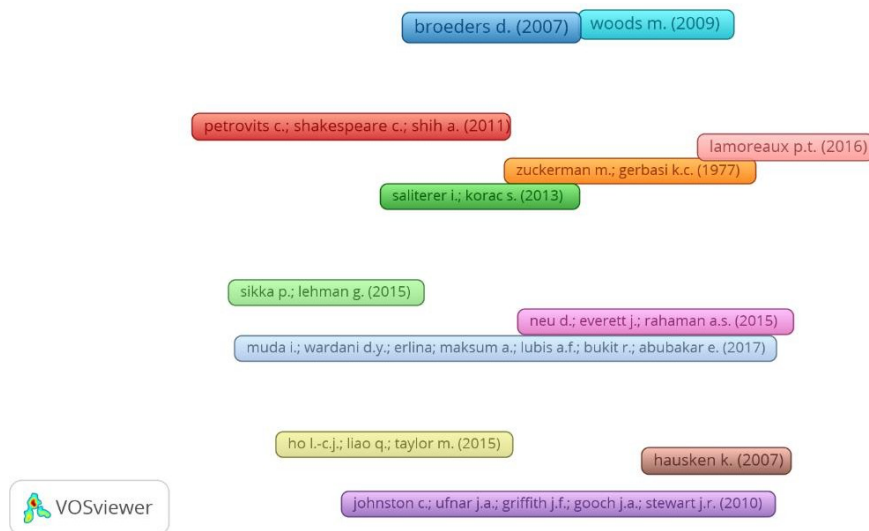 broeders d. (2007)
woods m. (2009)
petrovits c.; shakespeare c.; shih a. (2011)
lamoreaux p.t. (2016)
zuckerman m.; gerbasi k.c. (1977)
saliterer i.; korac s. (2013)
sikka p.; lehman g. (2015)
neu d.; everett j.; rahaman a.s. (2015)
muda i.; wardani d.y.; erlina; maksum a.; lubis a.f.; bukit r.; abubakar e. (2017)
ho l.-c.j.; liao q.; taylor m. (2015)
hausken k. (2007)
johnston c.; ufnar j.a.; griffith j.f.; gooch j.a.; stewart j.r. (2010)
VOSviewer